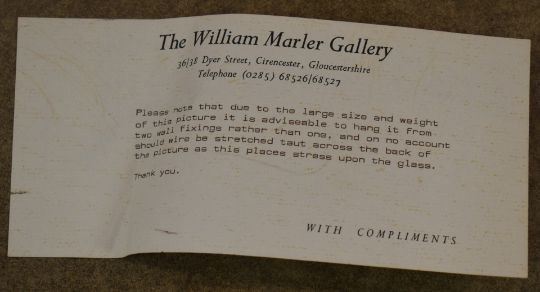 The William Marler Gallery
36/38 Dyer Street, Cirencester, Gloucestershire
Telephone (0285) 68526/68527
Please note that due to the large size and weight
of this picture it is adviseable to hang it from
two wall fixings rather than one, and on no account
should wire be stretched taut across the back of
the picture as this places stress upon the glass.
Thank you.
WITH COMPLIMENTS